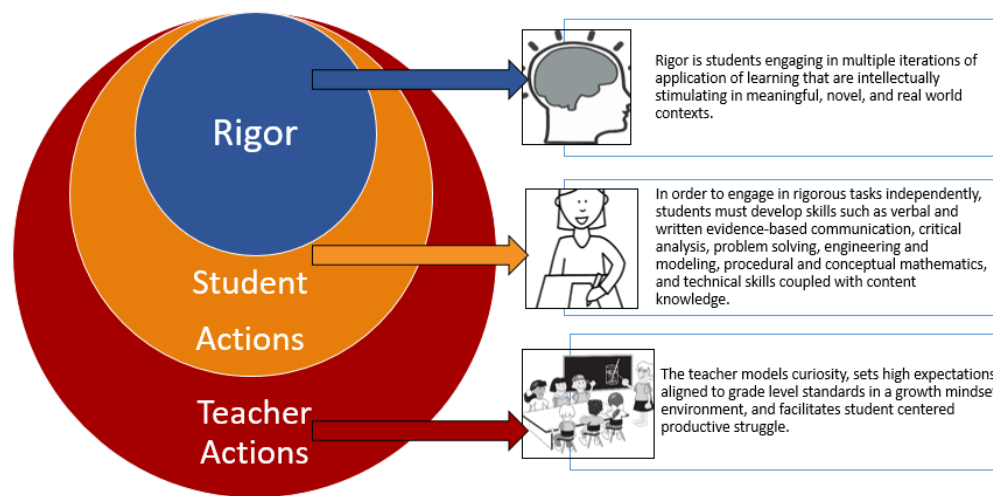 Rigor
Rigor is students engaging in multiple iterations of
application of learning that are intellectually
stimulating in meaningful, novel, and real world
contexts.
Student
Actions
In order to engage in rigorous tasks independently,
students must develop skills such as verbal and
written evidence-based communication, critical
analysis, problem solving, engineering and
modeling, procedural and conceptual mathematics,
and technical skills coupled with content
knowledge.
Teacher
Actions
The teacher models curiosity, sets high expectations
aligned to grade level standards in a growth mindset
environment, and facilitates student centered
productive struggle.